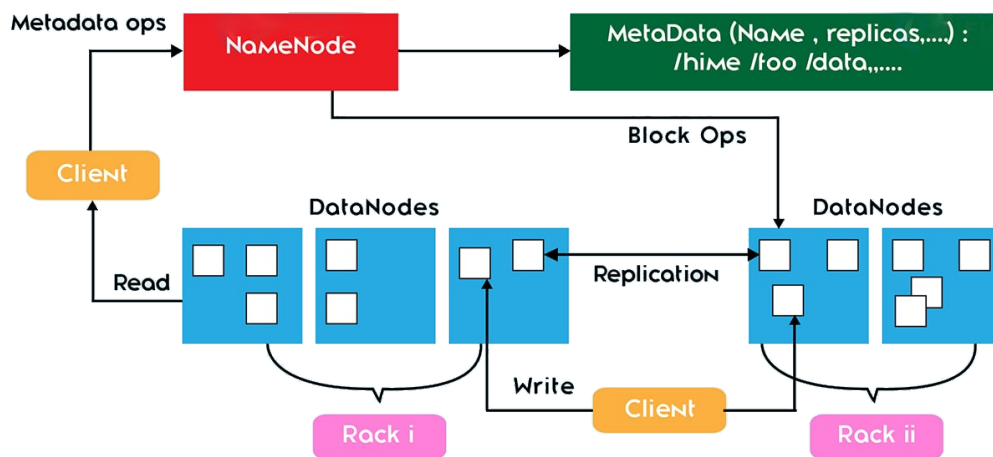 Metadata ops
NameNode
MetaData (Name , replicas,....) :
/hime /foo /data,,....
Block Ops
Client
DataNodes
DataNodes
Read
Replication
Write
Client
Rack i
Rack ii